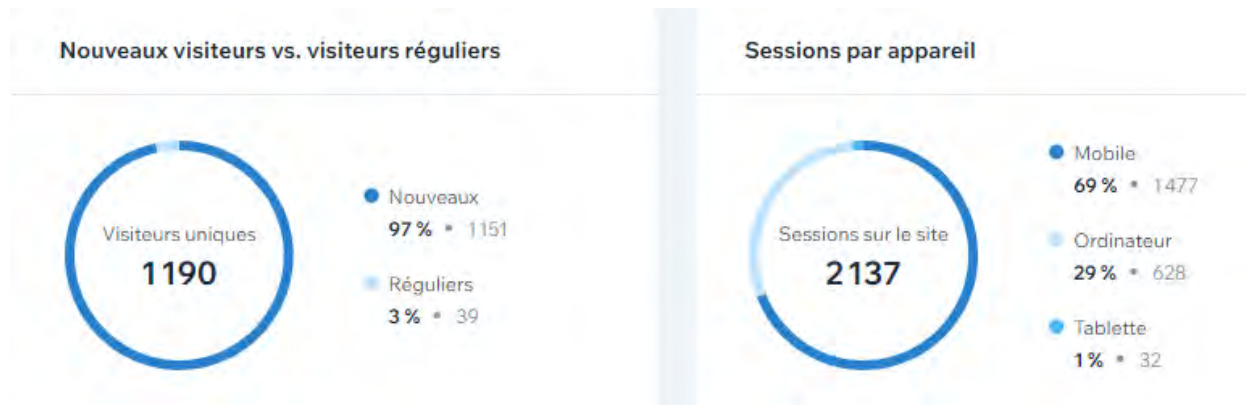 Nouveaux visiteurs vs. visiteurs réguliers
Visiteurs uniques
1190
Nouveaux
97 % • 1151
Réguliers
3 % • 39
Sessions par appareil
Sessions sur le site
2137
Mobile
69 % • 1477
Ordinateur
29 % • 628
Tablette
1 % • 32